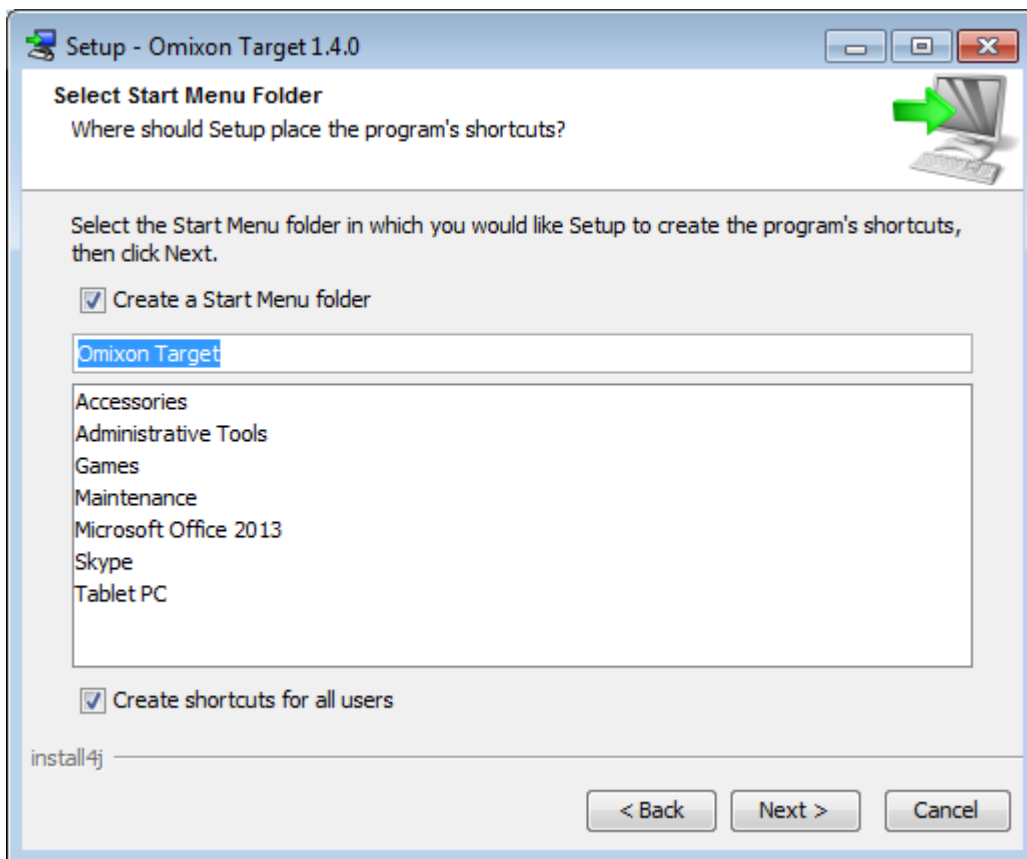 Setup - Omixon Target 1.4.0
Select Start Menu Folder
Where should Setup place the program's shortcuts?
Select the Start Menu folder in which you would like Setup to create the program's shortcuts,
then click Next.
Create a Start Menu folder
Omixon Target
Accessories
Administrative Tools
Games
Maintenance
Microsoft Office 2013
Skype
Tablet PC
Create shortcuts for all users
install4j
< Back Next > Cancel